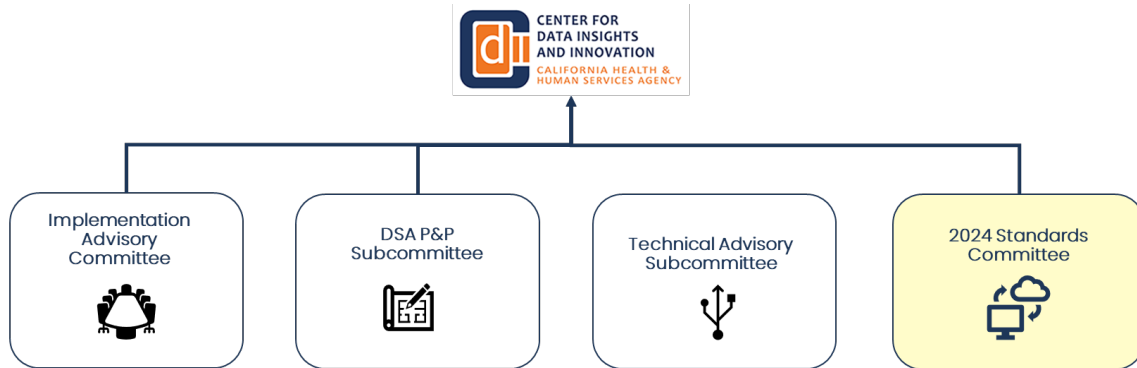 CENTER FOR
DATA INSIGHTS
AND INNOVATION
CALIFORNIA HEALTH &
HUMAN SERVICES AGENCY
cdii
Implementation
Advisory
Committee
DSA P&P
Subcommittee
Technical Advisory
Subcommittee
2024 Standards
Committee